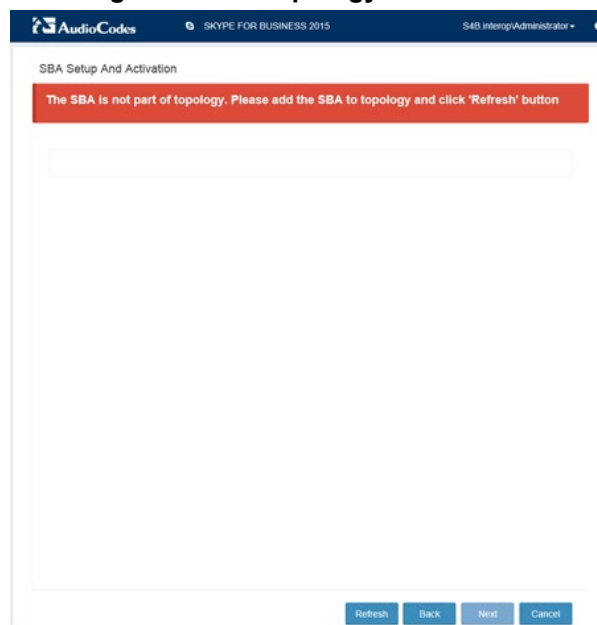 AudioCodes
SKYPE FOR BUSINESS 2015
S4B.interop\Administrator
SBA Setup And Activation
The SBA is not part of topology. Please add the SBA to topology and click 'Refresh' button
Refresh
Back
Next
Cancel